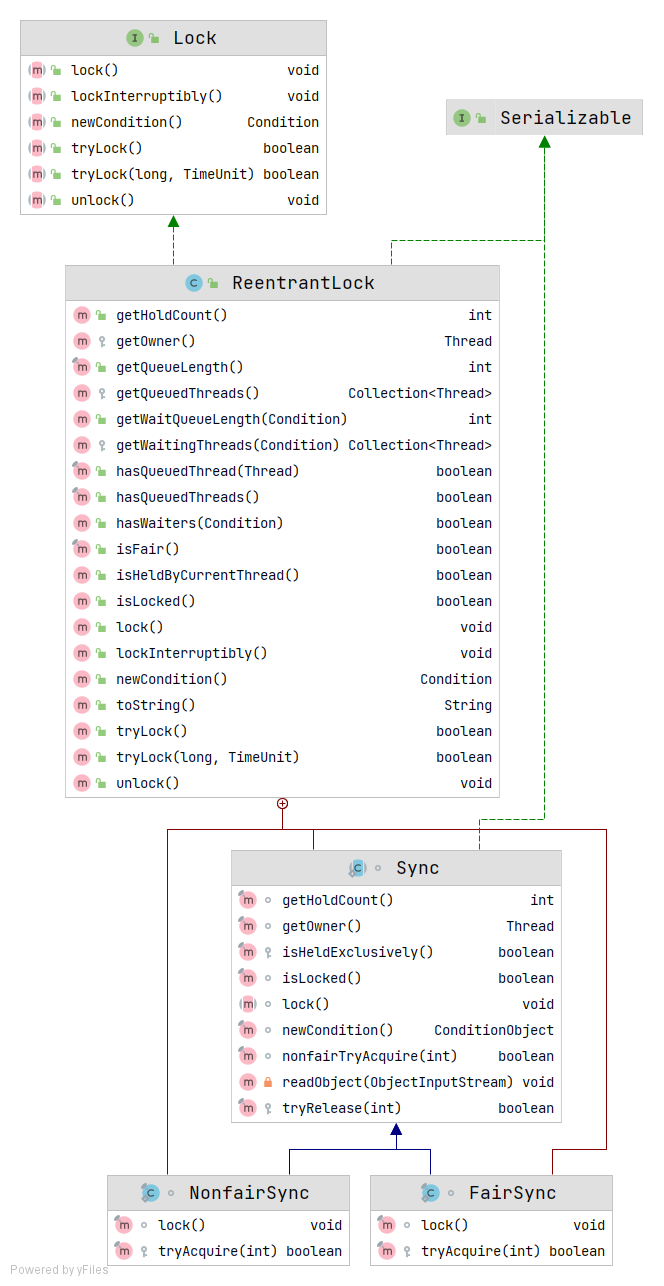 Lock
lock() void
lockInterruptibly() void
newCondition() Condition
tryLock() boolean
tryLock(long, TimeUnit) boolean
unlock() void
Serializable
ReentrantLock
getHoldCount() int
getOwner() Thread
getQueueLength() int
getQueuedThreads() Collection<Thread>
getWaitQueueLength(Condition) int
getWaitingThreads(Condition) Collection<Thread>
hasQueuedThread(Thread) boolean
hasQueuedThreads() boolean
hasWaiters(Condition) boolean
isFair() boolean
isHeldByCurrentThread() boolean
isLocked() boolean
lock() void
lockInterruptibly() void
newCondition() Condition
toString() String
tryLock() boolean
tryLock(long, TimeUnit) boolean
unlock() void
Sync
getHoldCount() int
getOwner() Thread
isHeldExclusively() boolean
isLocked() boolean
lock() void
newCondition() ConditionObject
nonfairTryAcquire(int) boolean
readObject(ObjectInputStream) void
tryRelease(int) boolean
NonfairSync
lock() void
tryAcquire(int) boolean
FairSync
lock() void
tryAcquire(int) boolean
Powered by yFiles